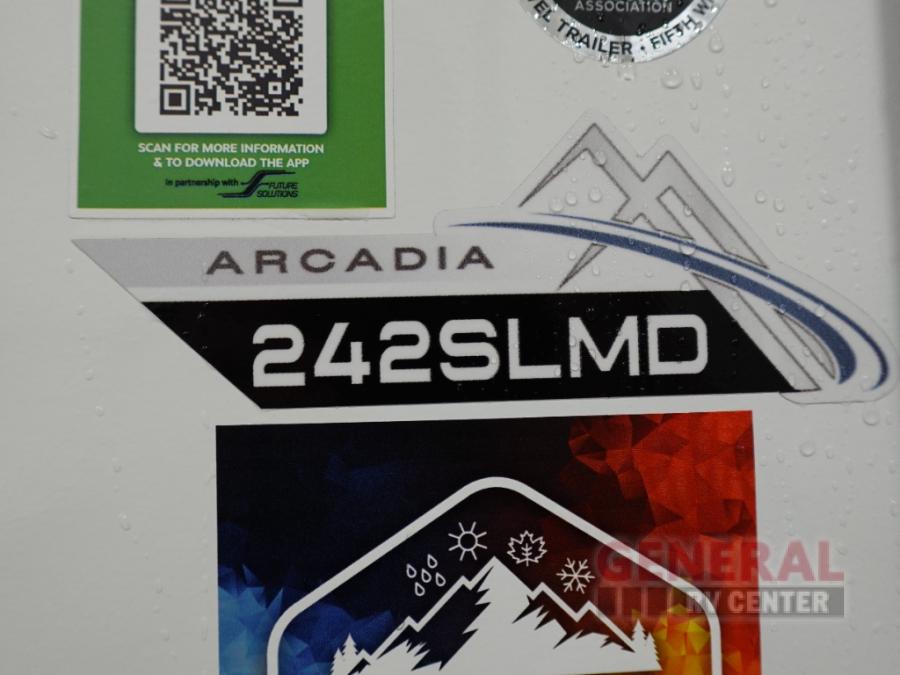 ASSOCIATION
EL TRAILER • FIFTH W
SCAN FOR MORE INFORMATION
& TO DOWNLOAD THE APP
in partnership with FUTURE
SOLUTIONS
ARCADIA
242SLMD
GENERAL
RV CENTER